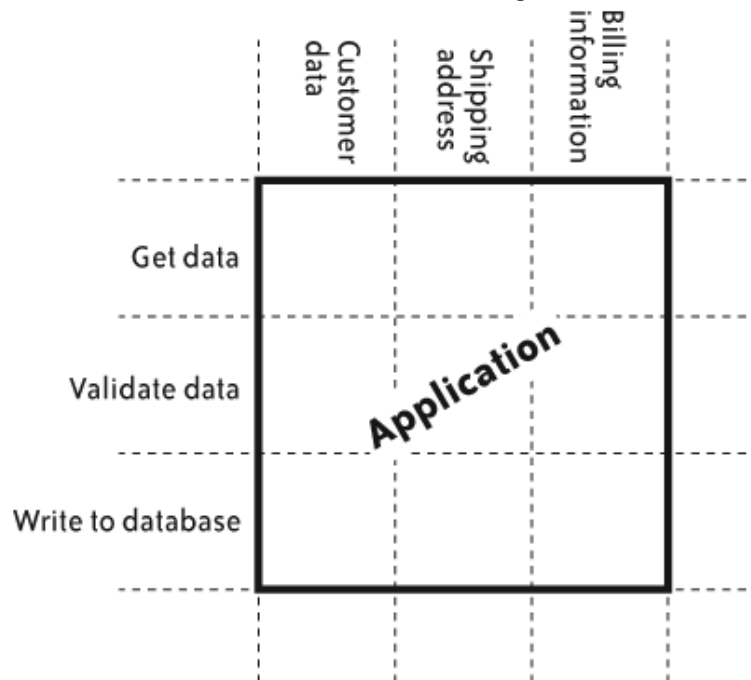 Customer
data
Shipping
address
Billing
information
Get data
Validate data
Application
Write to database